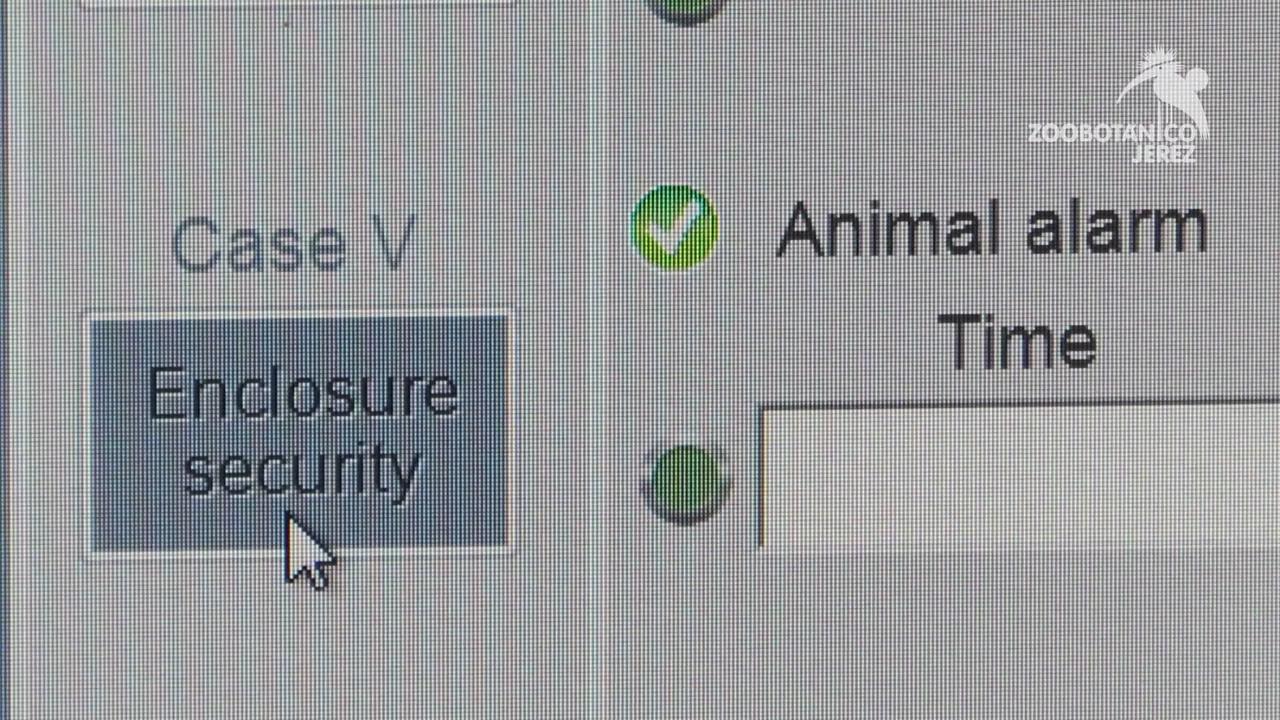 ZOOBOTANICO
JEREZ
Case V
Enclosure
security
Animal alarm
Time